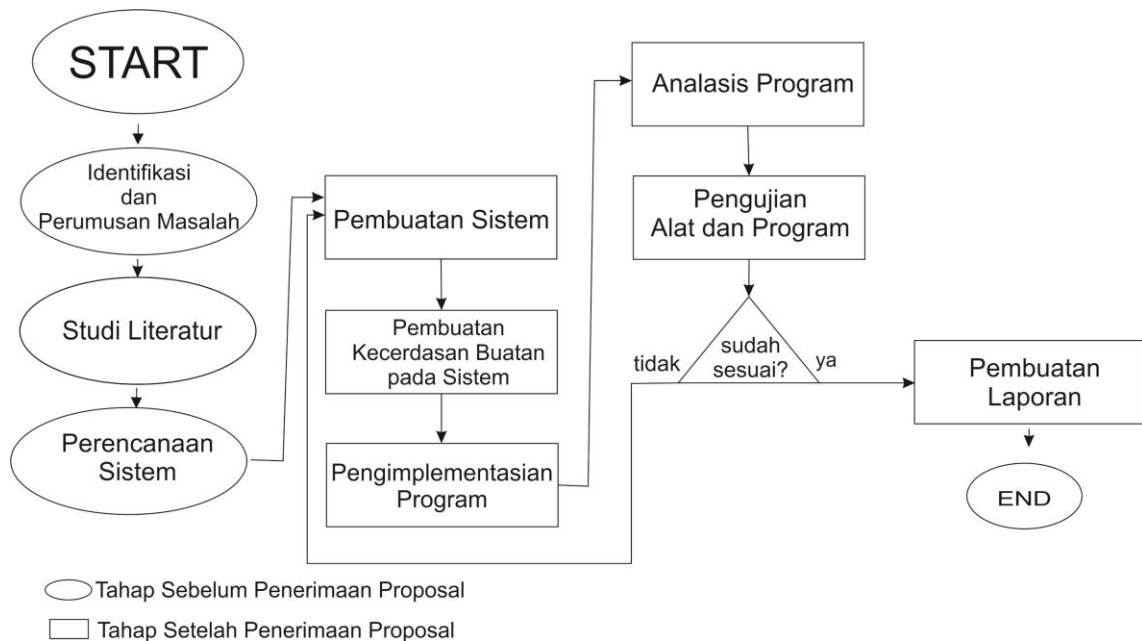 START
Identifikasi
dan
Perumusan Masalah
Studi Literatur
Perencanaan
Sistem
Pembuatan Sistem
Pembuatan
Kecerdasan Buatan
pada Sistem
Pengimplementasian
Program
Analasis Program
Pengujian
Alat dan Program
sudah
sesuai?
tidak
ya
Pembuatan
Laporan
END
Tahap Sebelum Penerimaan Proposal
Tahap Setelah Penerimaan Proposal